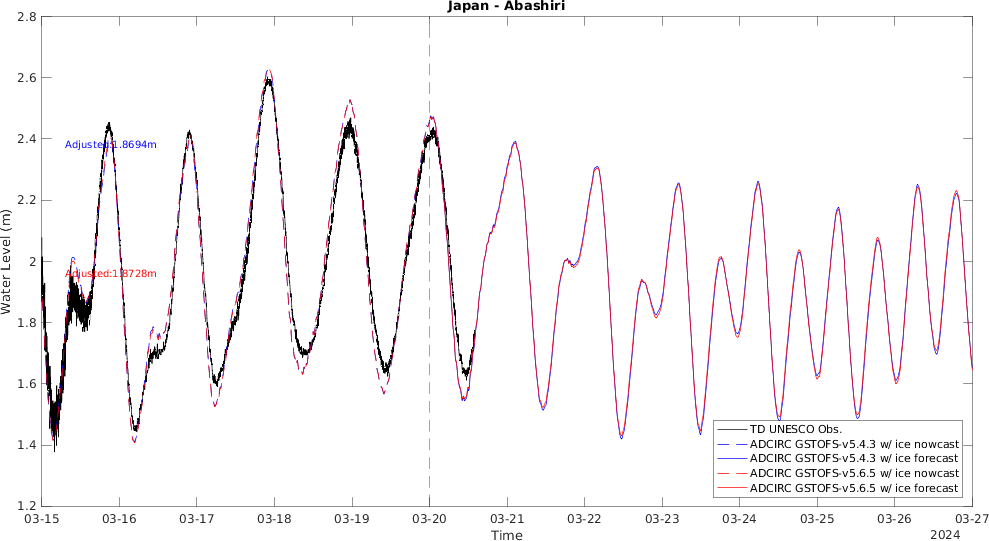 Japan - Abashiri
2.8
2.6
2.4
2.2
2
1.8
1.6
1.4
1.2
Water Level (m)
Adjusted:1.8694m
Adjusted:1.8728m
TD UNESCO Obs.
ADCIRC GSTOFS-v5.4.3 w/ ice nowcast
ADCIRC GSTOFS-v5.4.3 w/ ice forecast
ADCIRC GSTOFS-v5.6.5 w/ ice nowcast
ADCIRC GSTOFS-v5.6.5 w/ ice forecast
03-15 03-16 03-17 03-18 03-19 03-20 03-21 03-22 03-23 03-24 03-25 03-26 03-27
Time
2024